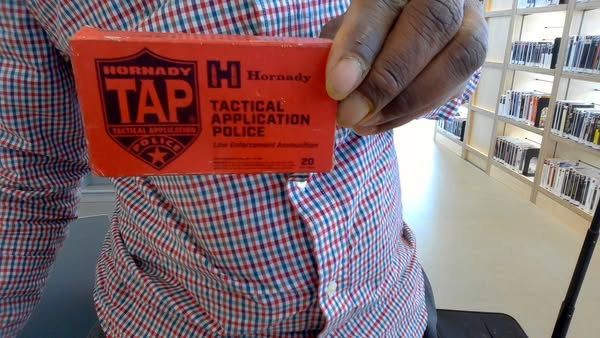 HORNADY
TAP
TACTICAL APPLICATION
POLICE
H Hornady
TACTICAL
APPLICATION
POLICE
Law Enforcement Ammunition
20